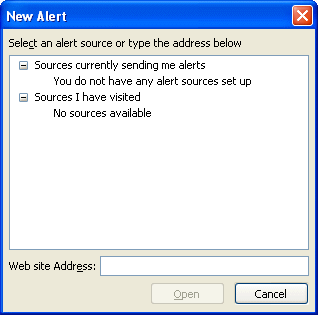 New Alert
Select an alert source or type the address below
Sources currently sending me alerts
You do not have any alert sources set up
Sources I have visited
No sources available
Web site Address:
Open
Cancel